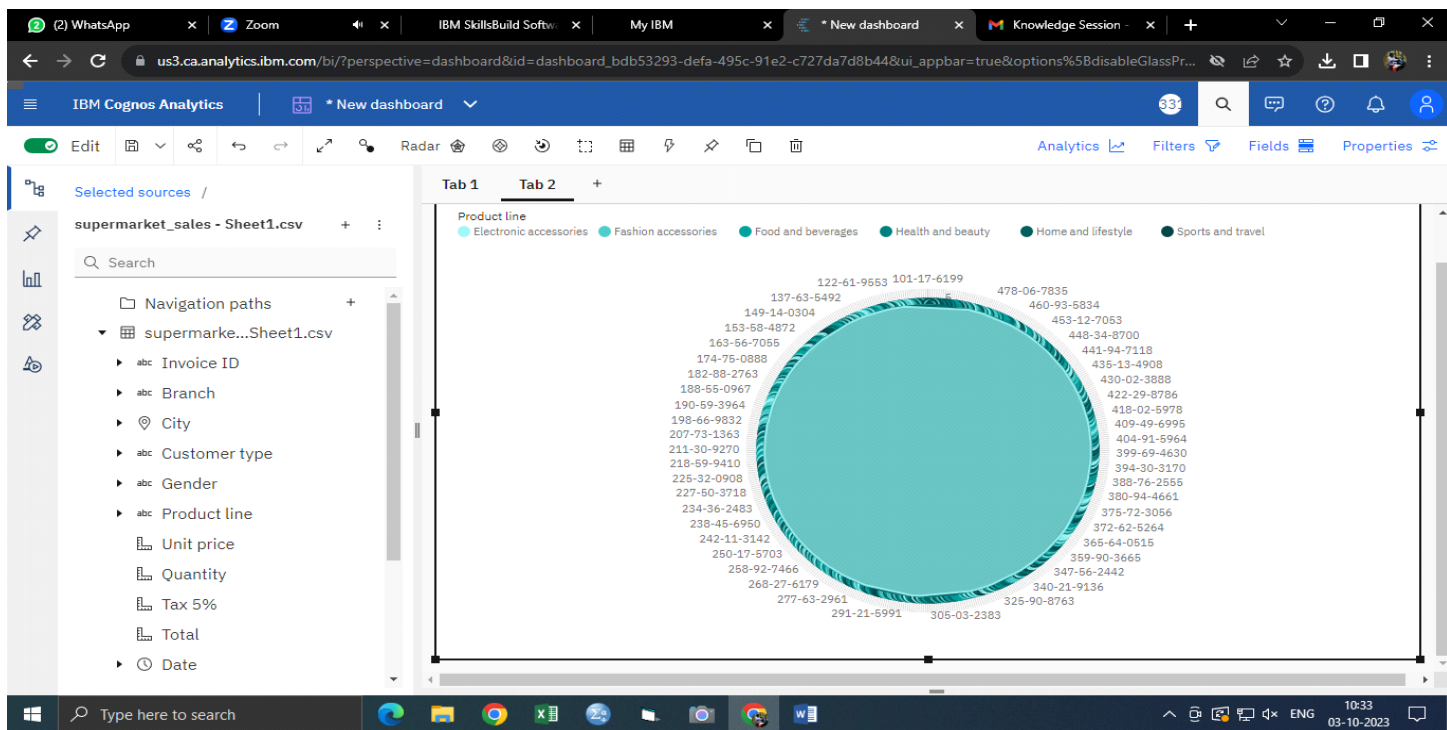 (2) WhatsApp
Zoom
IBM SkillsBuild Softw
My IBM
* New dashboard
Knowledge Session -
us3.ca.analytics.ibm.com/bi/?perspective=dashboard&id=dashboard_bdb53293-defa-495c-91e2-c727da7d8b44&ui_appbar=true&options%5BdisableGlassPr...
IBM Cognos Analytics
* New dashboard
331
Edit
Radar
Analytics
Filters
Fields
Properties
Selected sources /
supermarket_sales - Sheet1.csv
Search
Navigation paths
supermarke...Sheet1.csv
abc Invoice ID
abc Branch
City
abc Customer type
abc Gender
abc Product line
Unit price
Quantity
Tax 5%
Total
Date
Tab 1 Tab 2
Product line
Electronic accessories Fashion accessories Food and beverages Health and beauty Home and lifestyle Sports and travel
101-17-6199
122-61-9553
137-63-5492
149-14-0304
153-58-4872
163-56-7055
174-75-0888
182-88-2763
188-55-0967
190-59-3964
198-66-9832
207-73-1363
211-30-9270
218-59-9410
225-32-0908
227-50-3718
234-36-2483
238-45-6950
242-11-3142
250-17-5703
258-92-7466
268-27-6179
277-63-2961
291-21-5991
305-03-2383
325-90-8763
340-21-9136
347-56-2442
359-90-3665
365-64-0515
372-62-5264
375-72-3056
380-94-4661
388-76-2555
394-30-3170
399-69-4630
404-91-5964
409-49-6995
418-02-5978
422-29-8786
430-02-3888
435-13-4908
441-94-7118
448-34-8700
453-12-7053
460-93-5834
478-06-7835
Type here to search
ENG
10:33
03-10-2023